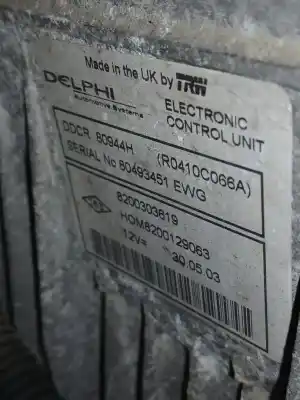 Made in the UK by TRW
DELPHI
Automotive Systems
ELECTRONIC
CONTROL UNIT
DDCR 80944H (R0410C066A)
SERIAL No 80493451 EWG
8200303619
HOM8200129063
12V= 30.05.03